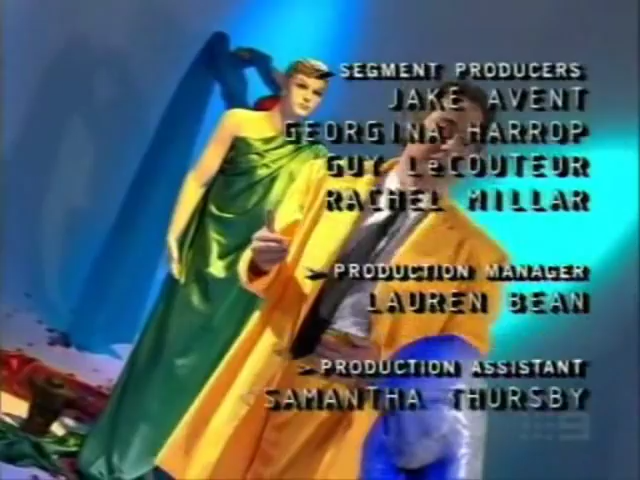 SEGMENT PRODUCERS
JAKE AVENT
GEORGINA HARROP
GUY LeCOUTEUR
RACHEL MILLAR
> PRODUCTION MANAGER
LAUREN BEAN
> PRODUCTION ASSISTANT
SAMANTHA THURSBY